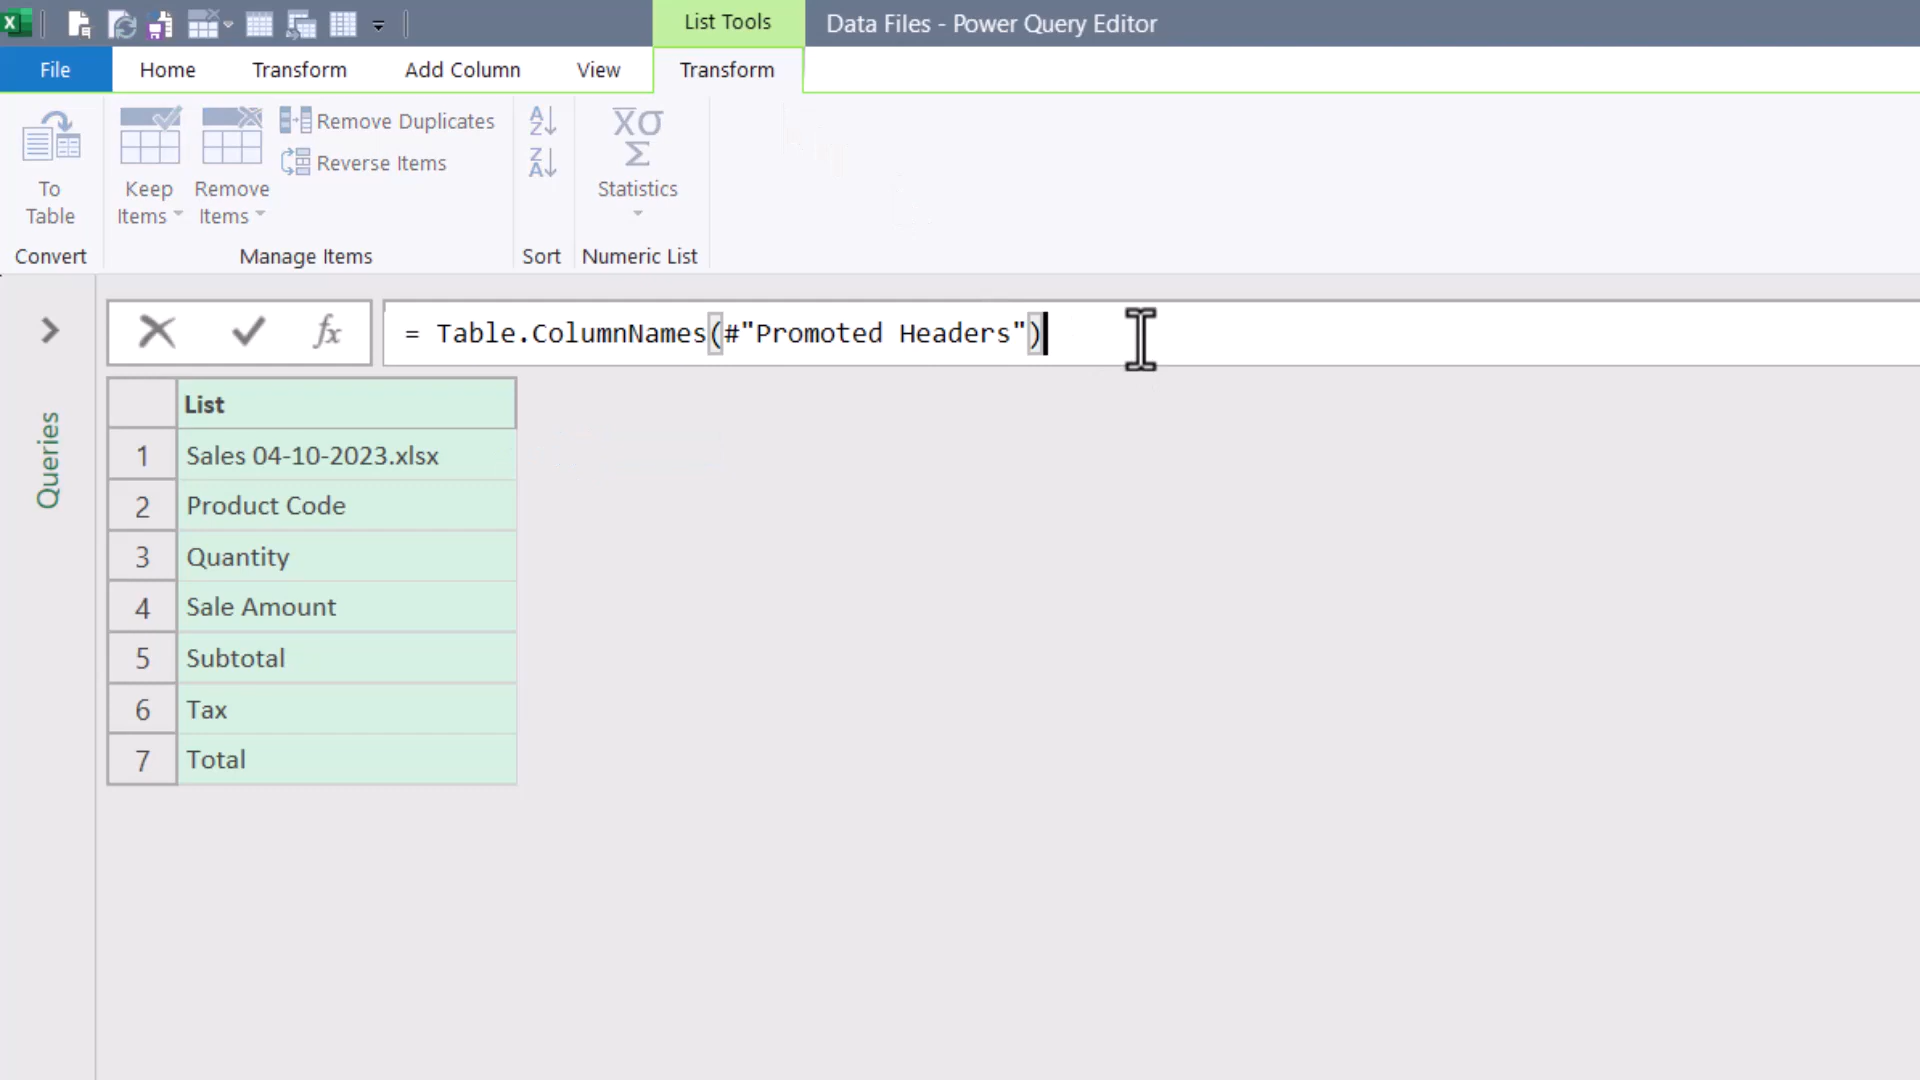 List Tools
Data Files - Power Query Editor
File
Home
Transform
Add Column
View
Transform
To
Table
Keep
Items
Remove
Items
Remove Duplicates
Reverse Items
Statistics
Convert
Manage Items
Sort
Numeric List
= Table.ColumnNames(#"Promoted Headers")
Queries
List
1 Sales 04-10-2023.xlsx
2 Product Code
3 Quantity
4 Sale Amount
5 Subtotal
6 Tax
7 Total